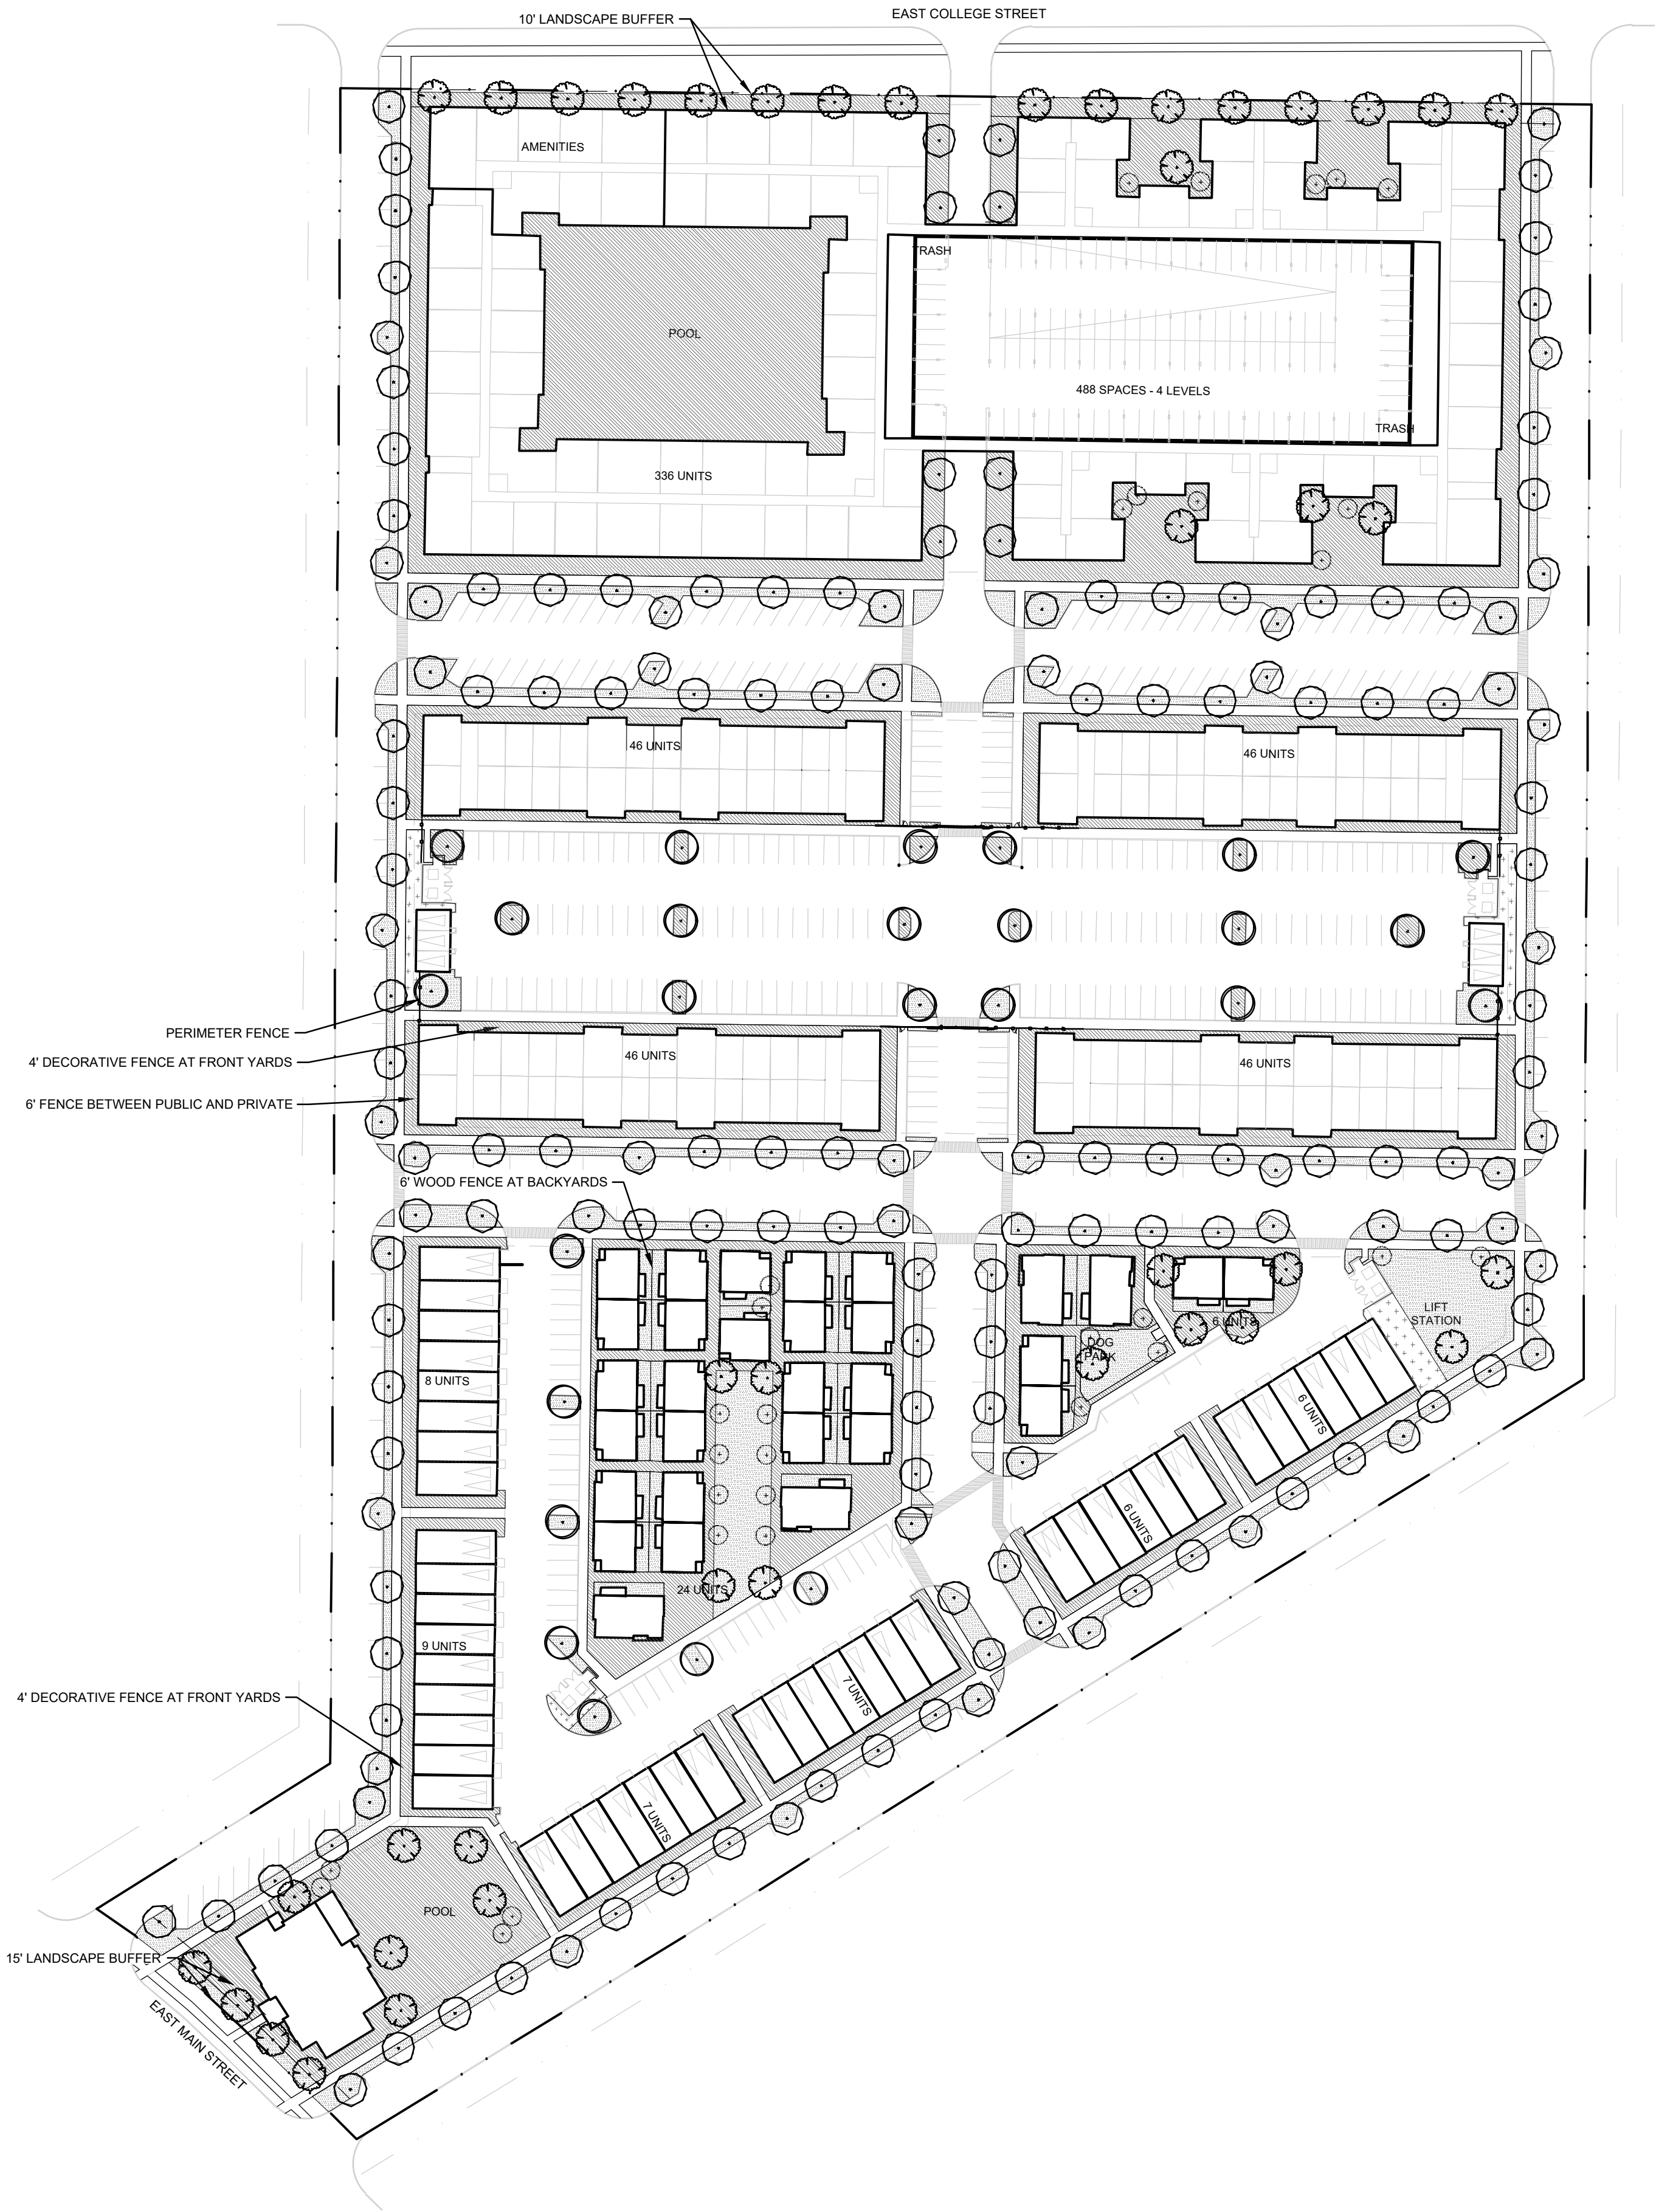 EAST COLLEGE STREET
10' LANDSCAPE BUFFER
AMENITIES
TRASH
POOL
488 SPACES - 4 LEVELS
TRASH
336 UNITS
46 UNITS
46 UNITS
PERIMETER FENCE
4' DECORATIVE FENCE AT FRONT YARDS
46 UNITS
46 UNITS
6' FENCE BETWEEN PUBLIC AND PRIVATE
6' WOOD FENCE AT BACKYARDS
LIFT
STATION
6 UNITS
DOG
PARK
8 UNITS
6 UNITS
6 UNITS
24 UNITS
9 UNITS
7 UNITS
4' DECORATIVE FENCE AT FRONT YARDS
7 UNITS
POOL
15' LANDSCAPE BUFFER
EAST MAIN STREET